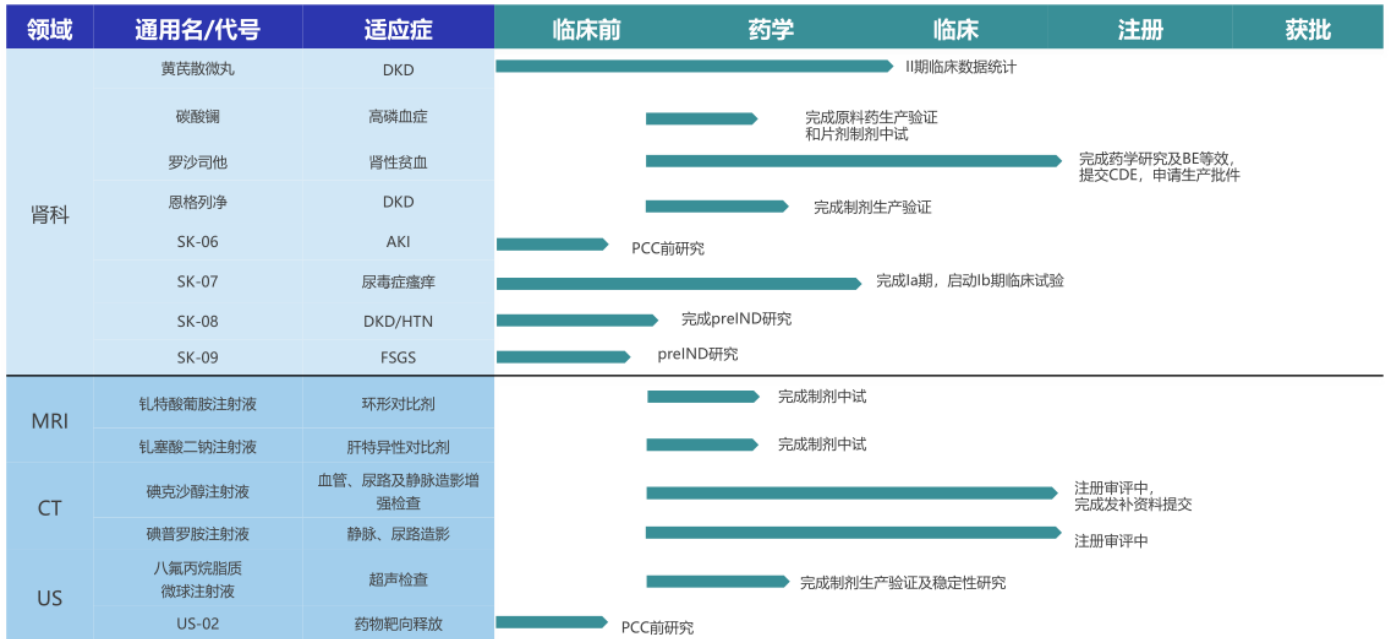 领域 通用名/代号 适应症 临床前 药学 临床 注册 获批
肾科
黄芪散微丸 DKD II期临床数据统计
碳酸镧 高磷血症 完成原料药生产验证
和片剂制剂中试
罗沙司他 肾性贫血 完成药学研究及BE等效，
提交CDE，申请生产批件
恩格列净 DKD 完成制剂生产验证
SK-06 AKI PCC前研究
SK-07 尿毒症瘙痒 完成Ia期，启动Ib期临床试验
SK-08 DKD/HTN 完成preIND研究
SK-09 FSGS preIND研究
MRI
钆特酸葡胺注射液 环形对比剂 完成制剂中试
钆塞酸二钠注射液 肝特异性对比剂 完成制剂中试
CT
碘克沙醇注射液 血管、尿路及静脉造影增
强检查 注册审评中，
完成发补资料提交
碘普罗胺注射液 静脉、尿路造影 注册审评中
US
八氟丙烷脂质
微球注射液 超声检查 完成制剂生产验证及稳定性研究
US-02 药物靶向释放 PCC前研究